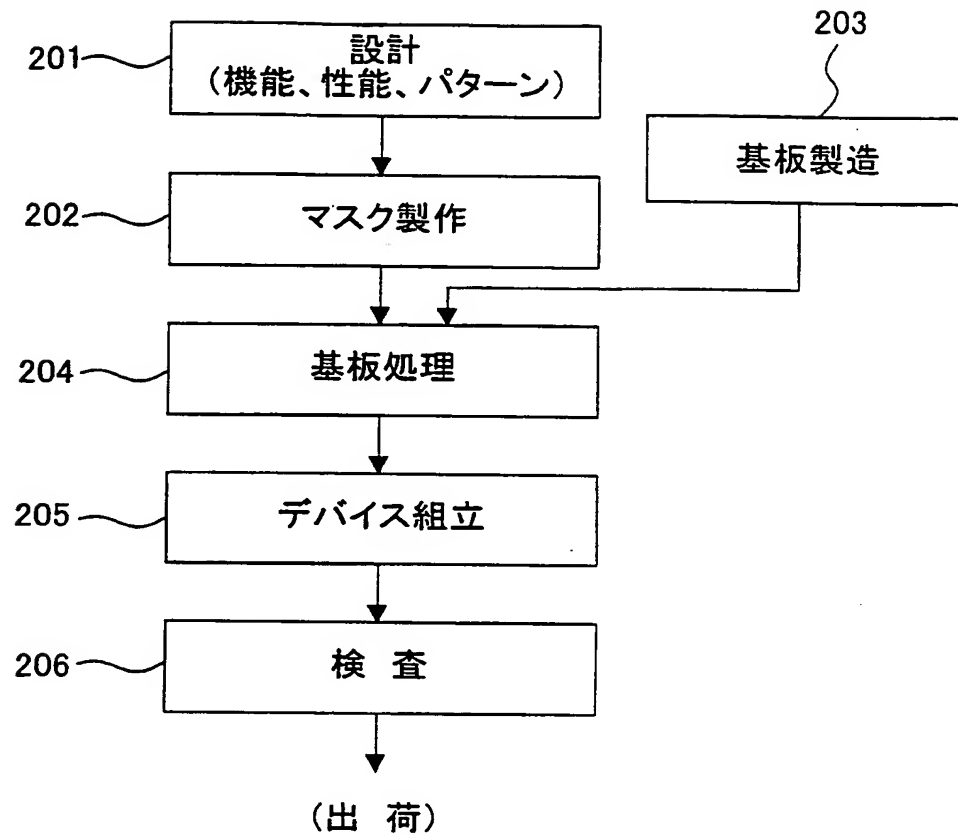 201
設計
(機能、性能、パターン)
203
基板製造
202
マスク製作
204
基板処理
205
デバイス組立
206
検 査
(出 荷)